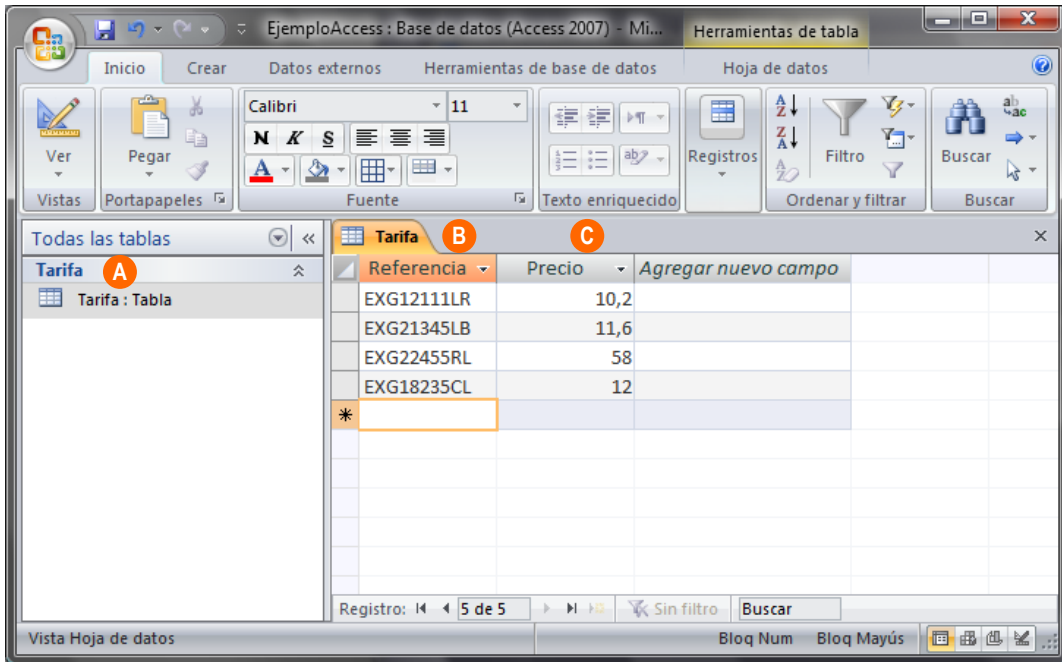 EjemploAccess : Base de datos (Access 2007) - Mi...
Herramientas de tabla
Inicio
Crear
Datos externos
Herramientas de base de datos
Hoja de datos
Ver
Vistas
Pegar
Portapapeles
Calibri
11
N K S
A
Fuente
Texto enriquecido
Registros
Filtro
Ordenar y filtrar
Buscar
Buscar
Todas las tablas
Tarifa
A
Tarifa : Tabla
Tarifa
B
C
Referencia
Precio
Agregar nuevo campo
EXG12111LR 10,2
EXG21345LB 11,6
EXG22455RL 58
EXG18235CL 12
Registro:
5 de 5
Sin filtro
Buscar
Vista Hoja de datos
Bloq Num
Bloq Mayús